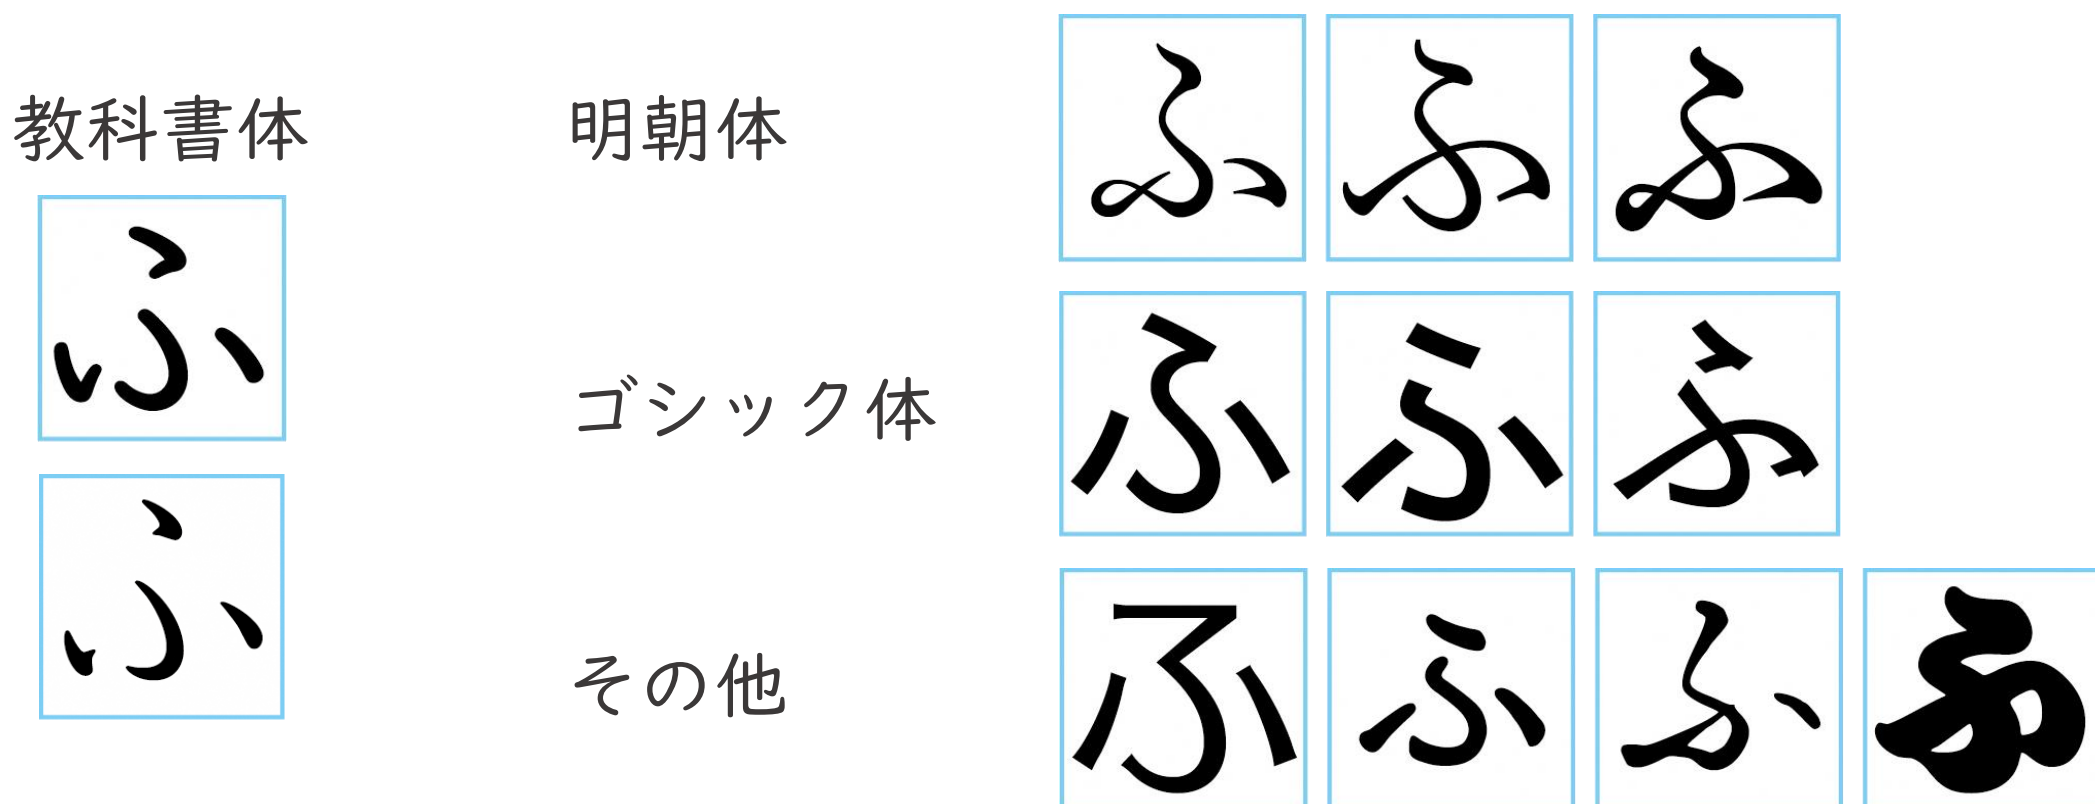 教科書体
ふ
ふ
明朝体
ふ ふ ふ
ゴシック体
ふ ふ ふ
その他
ふ ふ ふ ふ